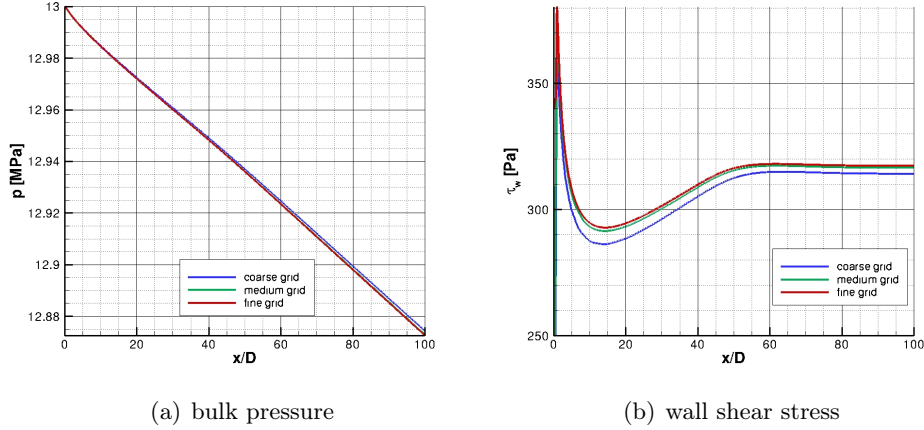 13
12.98
12.96
12.94
12.92
12.9
12.88
p [MPa]
coarse grid
medium grid
fine grid
0 20 40 60 80 100
x/D
350
300
250
τw [Pa]
coarse grid
medium grid
fine grid
0 20 40 60 80 100
x/D
(a) bulk pressure
(b) wall shear stress